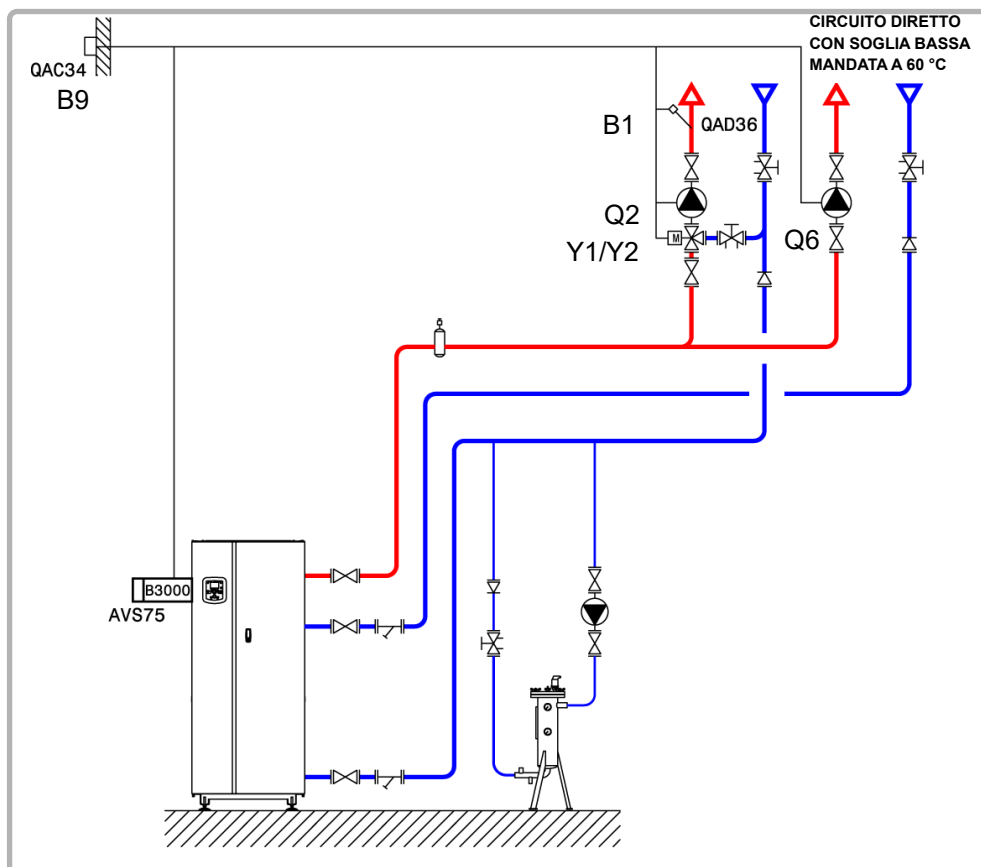 CIRCUITO DIRETTO
CON SOGLIA BASSA
MANDATA A 60 °C
QAC34
B9
B1
QAD36
Q2
M
Y1/Y2
Q6
B3000
AVS75